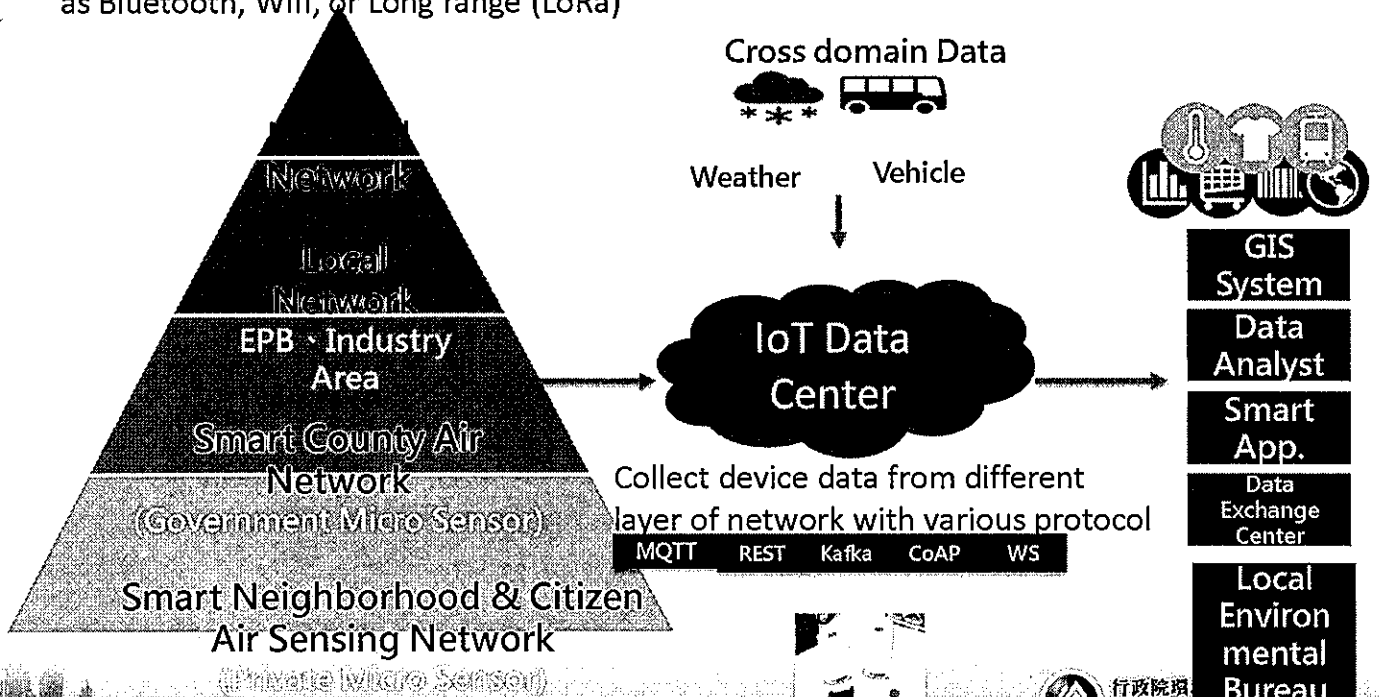 as Bluetooth, Wifi, or Long range (LoRa)
Network
Local
Network
EPB、Industry
Area
Smart County Air
Network
(Government Micro Sensor)
Smart Neighborhood & Citizen
Air Sensing Network
(Private Micro Sensor)
Cross domain Data
Weather
Vehicle
IoT Data
Center
Collect device data from different
layer of network with various protocol
MQTT REST Kafka CoAP WS
GIS
System
Data
Analyst
Smart
App.
Data
Exchange
Center
Local
Environ
mental
Bureau
行政院環